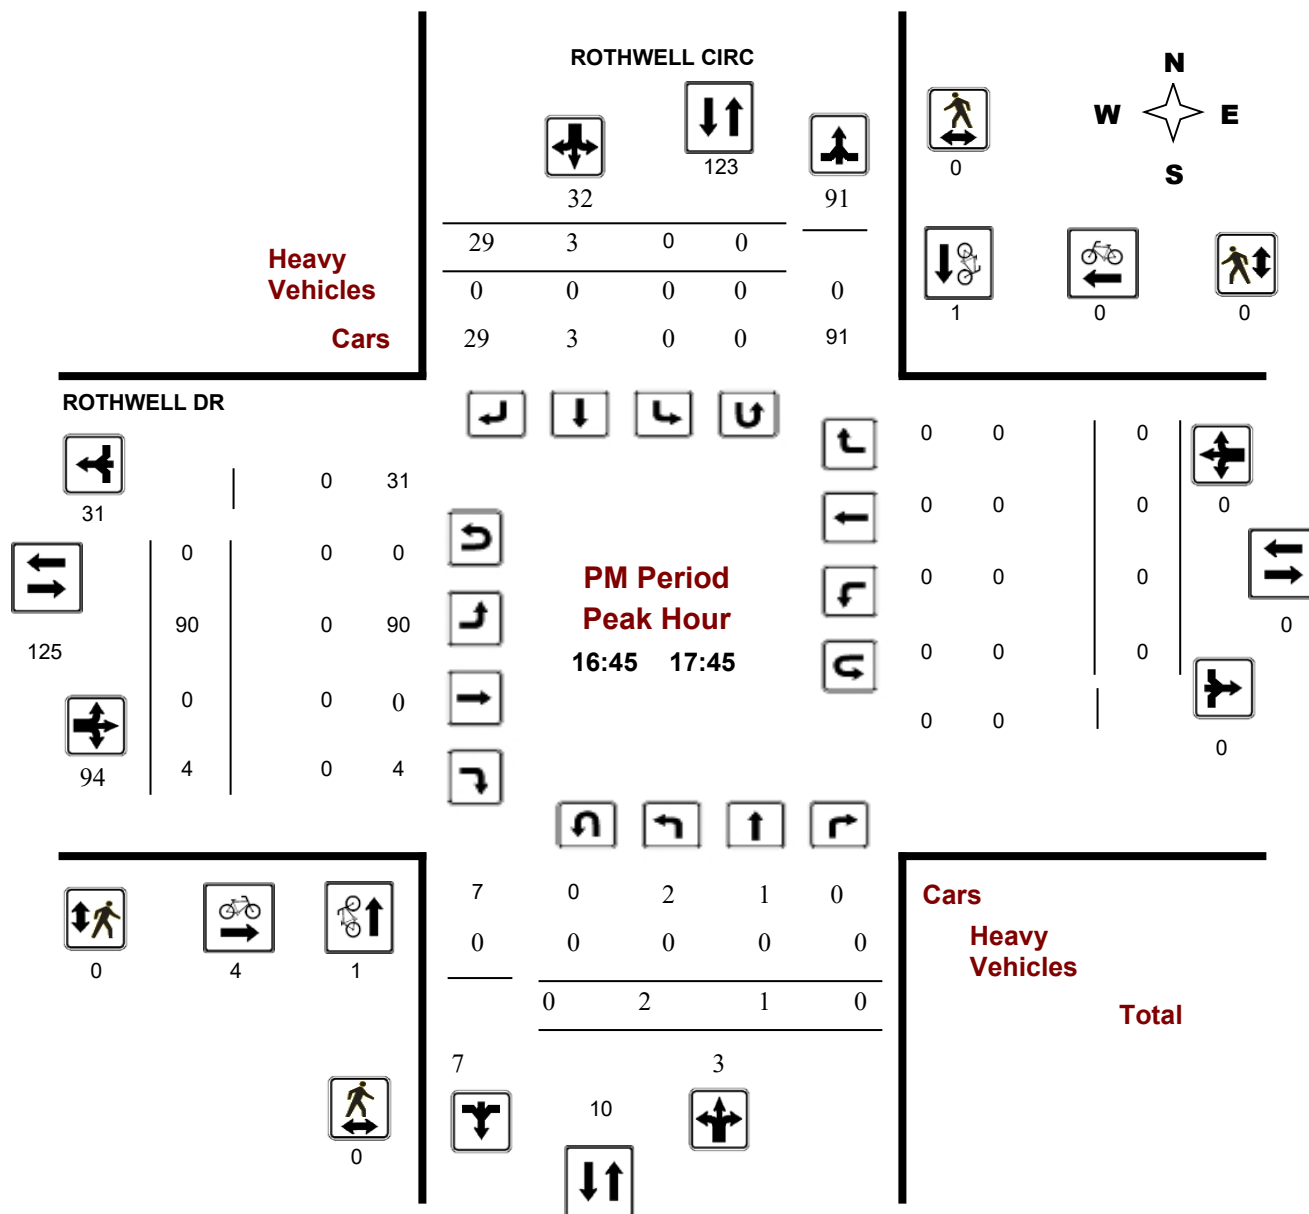 ROTHWELL CIRC
N
W E
S
123
0
32 91
29 3 0 0
Heavy
Vehicles
0 0 0 0 0
1 0 0
Cars
29 3 0 0 91
ROTHWELL DR
0 0 0
0 31
31
0 0 0 0
0 0 0
PM Period
0 0 0
90 0 90
Peak Hour
0
125
16:45 17:45
0 0 0
0 0 0
0 0
0
94 4 0 4
7 0 2 1 0
Cars
0 0 0 0 0
Heavy
Vehicles
0 4 1
0 2 1 0
Total
7 3
10
0